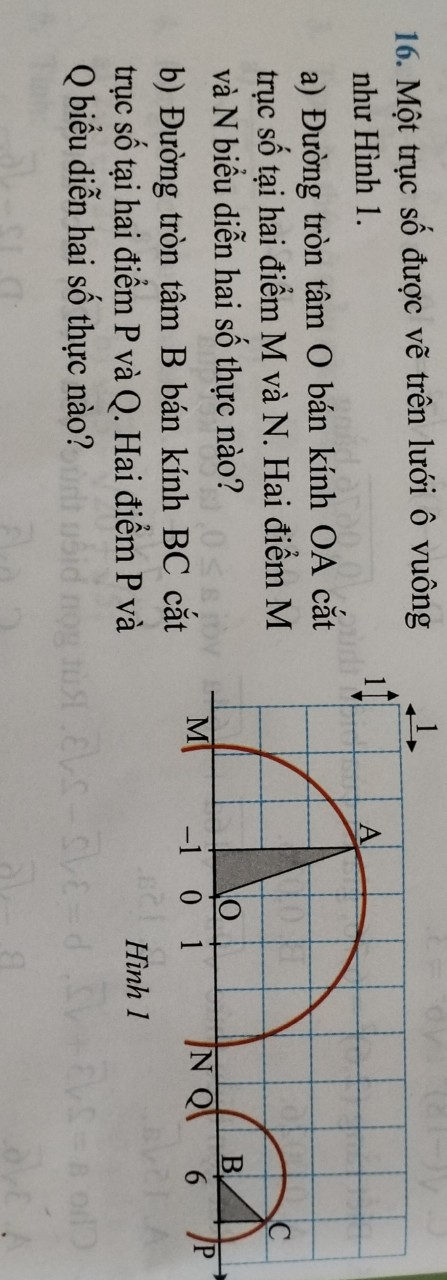 16. Một trục số được vẽ trên lưới ô vuông
như Hình 1.
a) Đường tròn tâm O bán kính OA cắt
trục số tại hai điểm M và N. Hai điểm M
và N biểu diễn hai số thực nào?
b) Đường tròn tâm B bán kính BC cắt
trục số tại hai điểm P và Q. Hai điểm P và
Q biểu diễn hai số thực nào?
1
1
A
C
O
B
M
−1
0
1
N
Q
6
P
Hình 1